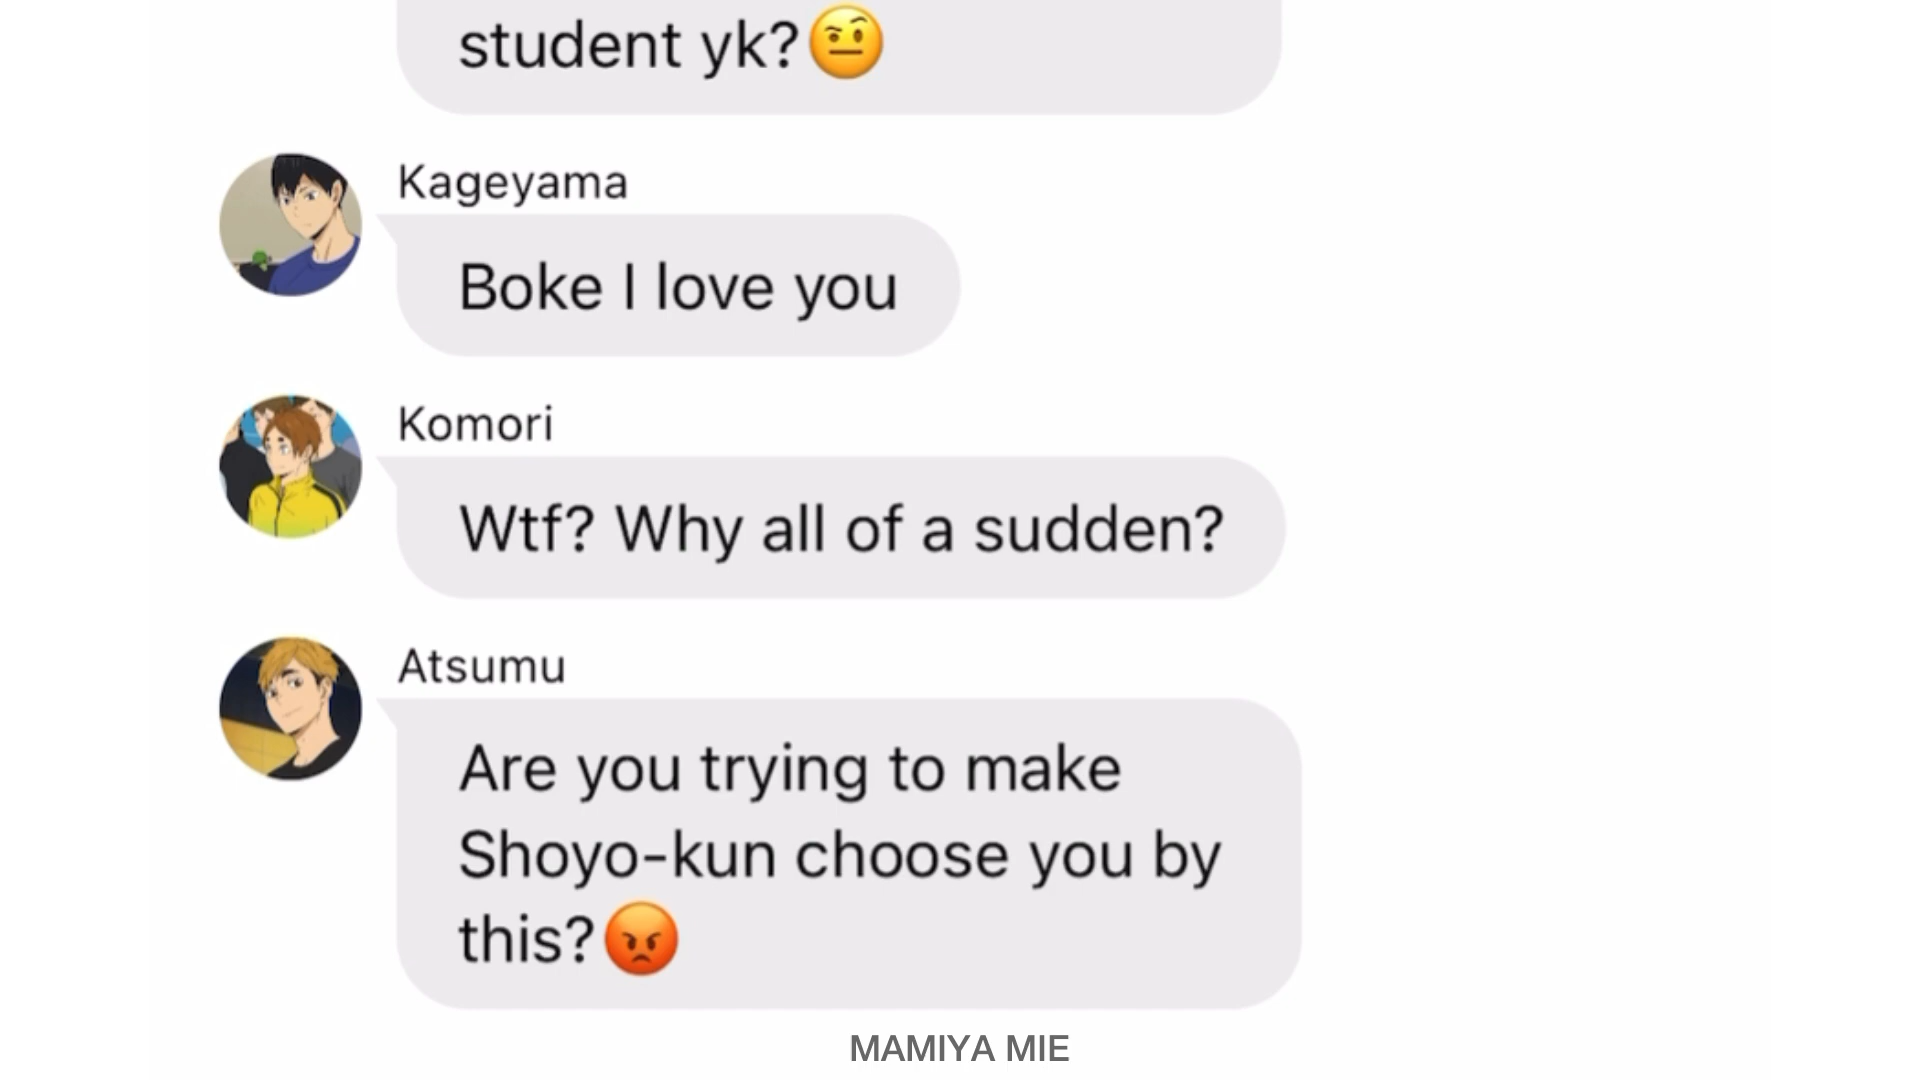 student yk?🤨
Kageyama
Boke I love you
Komori
Wtf? Why all of a sudden?
Atsumu
Are you trying to make
Shoyo-kun choose you by
this?😡
MAMIYA MIE